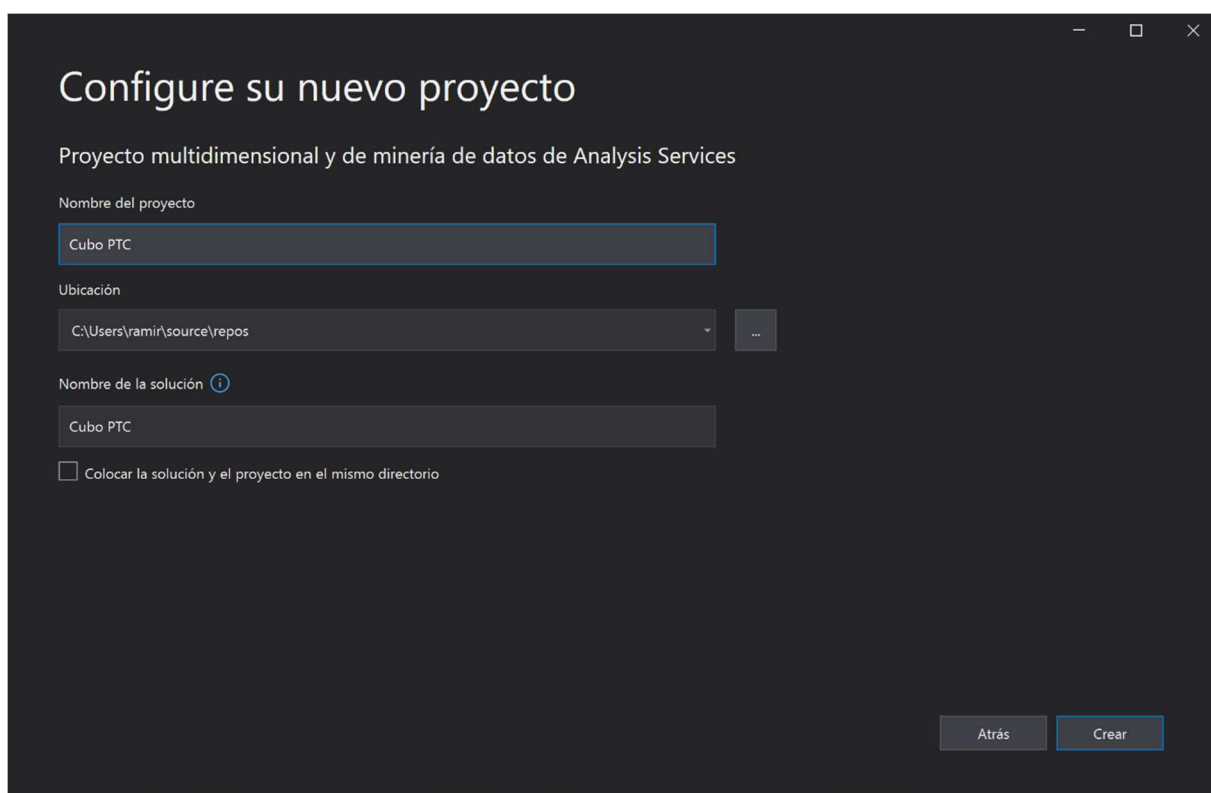 Configure su nuevo proyecto
Proyecto multidimensional y de minería de datos de Analysis Services
Nombre del proyecto
Cubo PTC
Ubicación
C:\Users\ramir\source\repos
...
Nombre de la solución
Cubo PTC
Colocar la solución y el proyecto en el mismo directorio
Atrás
Crear